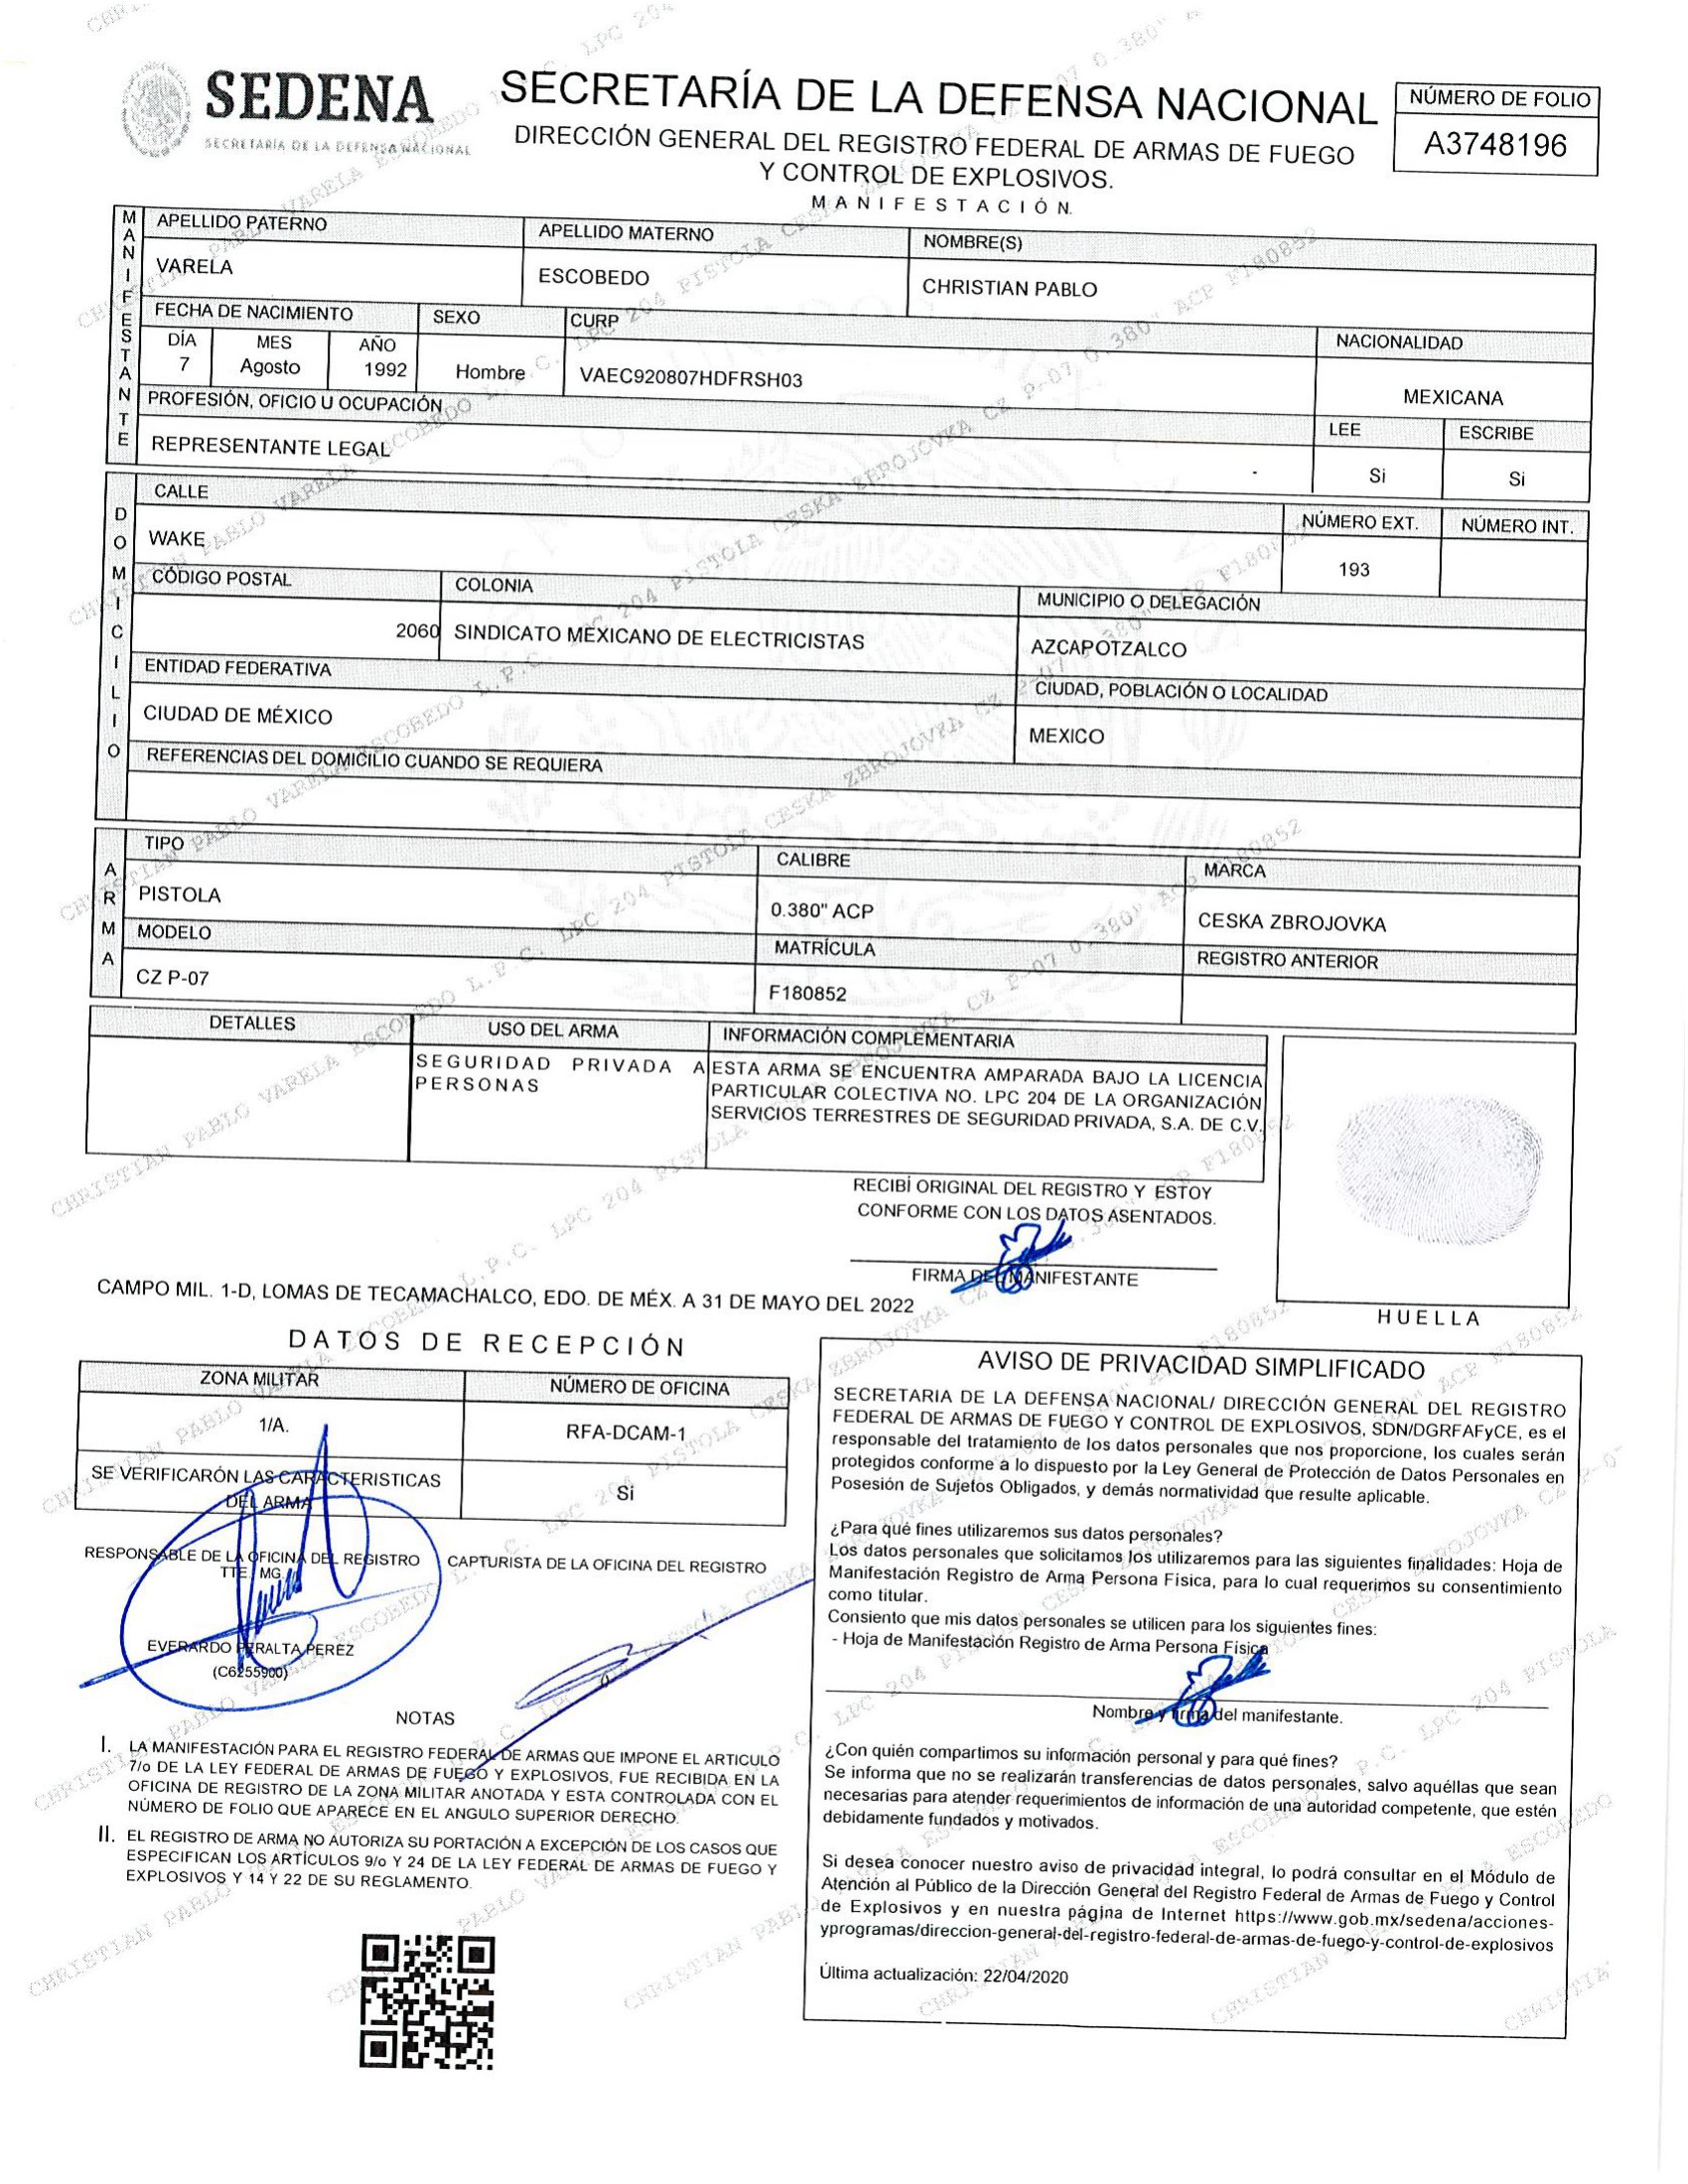 SEDENA
SECRETARÍA DE LA DEFENSA NACIONAL
SECRETARÍA DE LA DEFENSA NACIONAL
DIRECCIÓN GENERAL DEL REGISTRO FEDERAL DE ARMAS DE FUEGO
Y CONTROL DE EXPLOSIVOS.
MANIFESTACIÓN.
NÚMERO DE FOLIO
A3748196
MANIFESTANTE
APELLIDO PATERNO APELLIDO MATERNO NOMBRE(S)
VARELA ESCOBEDO CHRISTIAN PABLO
FECHA DE NACIMIENTO SEXO CURP NACIONALIDAD
DÍA MES AÑO
7 Agosto 1992 Hombre VAEC920807HDFRSH03 MEXICANA
PROFESIÓN, OFICIO U OCUPACIÓN LEE ESCRIBE
REPRESENTANTE LEGAL Si Si
DOMICILIO
CALLE NÚMERO EXT. NÚMERO INT.
WAKE 193
CÓDIGO POSTAL COLONIA MUNICIPIO O DELEGACIÓN
2060 SINDICATO MEXICANO DE ELECTRICISTAS AZCAPOTZALCO
ENTIDAD FEDERATIVA CIUDAD, POBLACIÓN O LOCALIDAD
CIUDAD DE MÉXICO MEXICO
REFERENCIAS DEL DOMICILIO CUANDO SE REQUIERA
ARMA
TIPO CALIBRE MARCA
PISTOLA 0.380" ACP CESKA ZBROJOVKA
MODELO MATRÍCULA REGISTRO ANTERIOR
CZ P-07 F180852
DETALLES USO DEL ARMA INFORMACIÓN COMPLEMENTARIA
SEGURIDAD PRIVADA A
PERSONAS
ESTA ARMA SE ENCUENTRA AMPARADA BAJO LA LICENCIA
PARTICULAR COLECTIVA NO. LPC 204 DE LA ORGANIZACIÓN
SERVICIOS TERRESTRES DE SEGURIDAD PRIVADA, S.A. DE C.V.
RECIBÍ ORIGINAL DEL REGISTRO Y ESTOY
CONFORME CON LOS DATOS ASENTADOS.
FIRMA DEL MANIFESTANTE
HUELLA
CAMPO MIL. 1-D, LOMAS DE TECAMACHALCO, EDO. DE MÉX. A 31 DE MAYO DEL 2022
DATOS DE RECEPCIÓN
ZONA MILITAR NÚMERO DE OFICINA
1/A. RFA-DCAM-1
SE VERIFICARÓN LAS CARACTERISTICAS
DEL ARMA
Si
RESPONSABLE DE LA OFICINA DEL REGISTRO CAPTURISTA DE LA OFICINA DEL REGISTRO
TTE. MG.
EVERARDO PERALTA PEREZ
(C6255900)
NOTAS
I. LA MANIFESTACIÓN PARA EL REGISTRO FEDERAL DE ARMAS QUE IMPONE EL ARTICULO
7/o DE LA LEY FEDERAL DE ARMAS DE FUEGO Y EXPLOSIVOS, FUE RECIBIDA EN LA
OFICINA DE REGISTRO DE LA ZONA MILITAR ANOTADA Y ESTA CONTROLADA CON EL
NÚMERO DE FOLIO QUE APARECE EN EL ANGULO SUPERIOR DERECHO.
II. EL REGISTRO DE ARMA NO AUTORIZA SU PORTACIÓN A EXCEPCIÓN DE LOS CASOS QUE
ESPECIFICAN LOS ARTÍCULOS 9/o Y 24 DE LA LEY FEDERAL DE ARMAS DE FUEGO Y
EXPLOSIVOS Y 14 Y 22 DE SU REGLAMENTO.
AVISO DE PRIVACIDAD SIMPLIFICADO
SECRETARIA DE LA DEFENSA NACIONAL/ DIRECCIÓN GENERAL DEL REGISTRO
FEDERAL DE ARMAS DE FUEGO Y CONTROL DE EXPLOSIVOS, SDN/DGRFAFyCE, es el
responsable del tratamiento de los datos personales que nos proporcione, los cuales serán
protegidos conforme a lo dispuesto por la Ley General de Protección de Datos Personales en
Posesión de Sujetos Obligados, y demás normatividad que resulte aplicable.
¿Para qué fines utilizaremos sus datos personales?
Los datos personales que solicitamos los utilizaremos para las siguientes finalidades: Hoja de
Manifestación Registro de Arma Persona Física, para lo cual requerimos su consentimiento
como titular.
Consiento que mis datos personales se utilicen para los siguientes fines:
- Hoja de Manifestación Registro de Arma Persona Física
Nombre y firma del manifestante.
¿Con quién compartimos su información personal y para qué fines?
Se informa que no se realizarán transferencias de datos personales, salvo aquéllas que sean
necesarias para atender requerimientos de información de una autoridad competente, que estén
debidamente fundados y motivados.
Si desea conocer nuestro aviso de privacidad integral, lo podrá consultar en el Módulo de
Atención al Público de la Dirección General del Registro Federal de Armas de Fuego y Control
de Explosivos y en nuestra página de Internet https://www.gob.mx/sedena/acciones-
yprogramas/direccion-general-del-registro-federal-de-armas-de-fuego-y-control-de-explosivos
Última actualización: 22/04/2020
CHRISTIAN PABLO VARELA ESCOBEDO L.P.C. LPC 204 PISTOLA CESKA ZBROJOVKA CZ P-07 0.380" ACP F180852